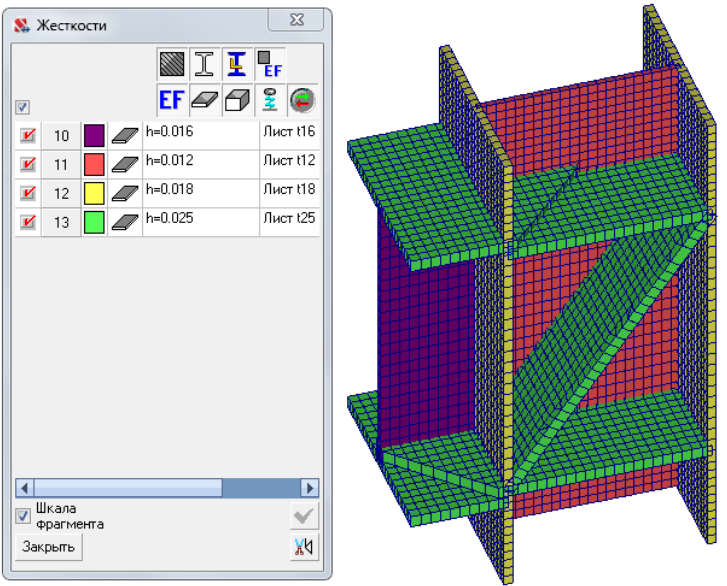 Жесткости
EF
EF
10 h=0.016 Лист t16
11 h=0.012 Лист t12
12 h=0.018 Лист t18
13 h=0.025 Лист t25
Шкала
фрагмента
Закрыть